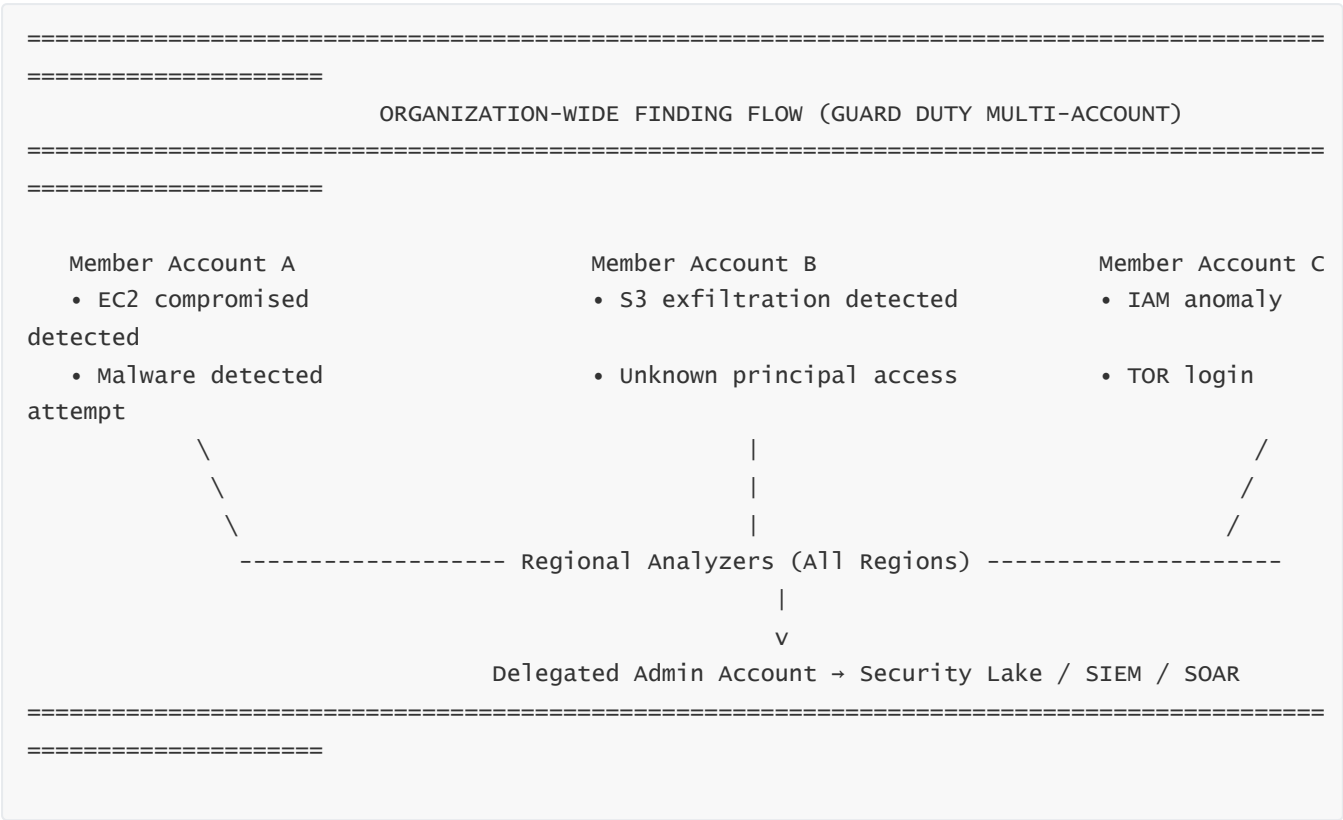 ============================================================================================
=====================
ORGANIZATION-WIDE FINDING FLOW (GUARD DUTY MULTI-ACCOUNT)
============================================================================================
=====================
Member Account A Member Account B Member Account C
• EC2 compromised • S3 exfiltration detected • IAM anomaly
detected
• Malware detected • Unknown principal access • TOR login
attempt
\ | /
\ | /
\ | /
------------------- Regional Analyzers (All Regions) ---------------------
|
v
Delegated Admin Account → Security Lake / SIEM / SOAR
============================================================================================
=====================